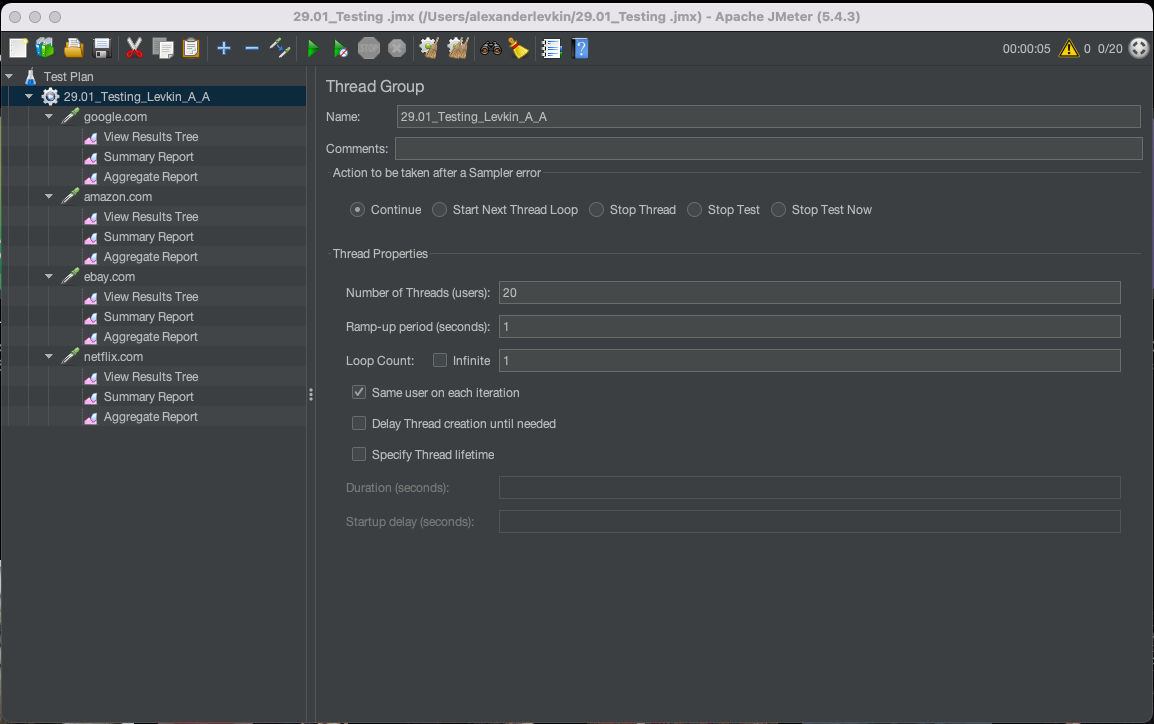 29.01_Testing .jmx (/Users/alexanderlevkin/29.01_Testing .jmx) - Apache JMeter (5.4.3)
STOP
?
00:00:05 0 0/20
Test Plan
29.01_Testing_Levkin_A_A
google.com
View Results Tree
Summary Report
Aggregate Report
amazon.com
View Results Tree
Summary Report
Aggregate Report
ebay.com
View Results Tree
Summary Report
Aggregate Report
netflix.com
View Results Tree
Summary Report
Aggregate Report
Thread Group
Name: 29.01_Testing_Levkin_A_A
Comments:
Action to be taken after a Sampler error
Continue Start Next Thread Loop Stop Thread Stop Test Stop Test Now
Thread Properties
Number of Threads (users): 20
Ramp-up period (seconds): 1
Loop Count: Infinite 1
Same user on each iteration
Delay Thread creation until needed
Specify Thread lifetime
Duration (seconds):
Startup delay (seconds):